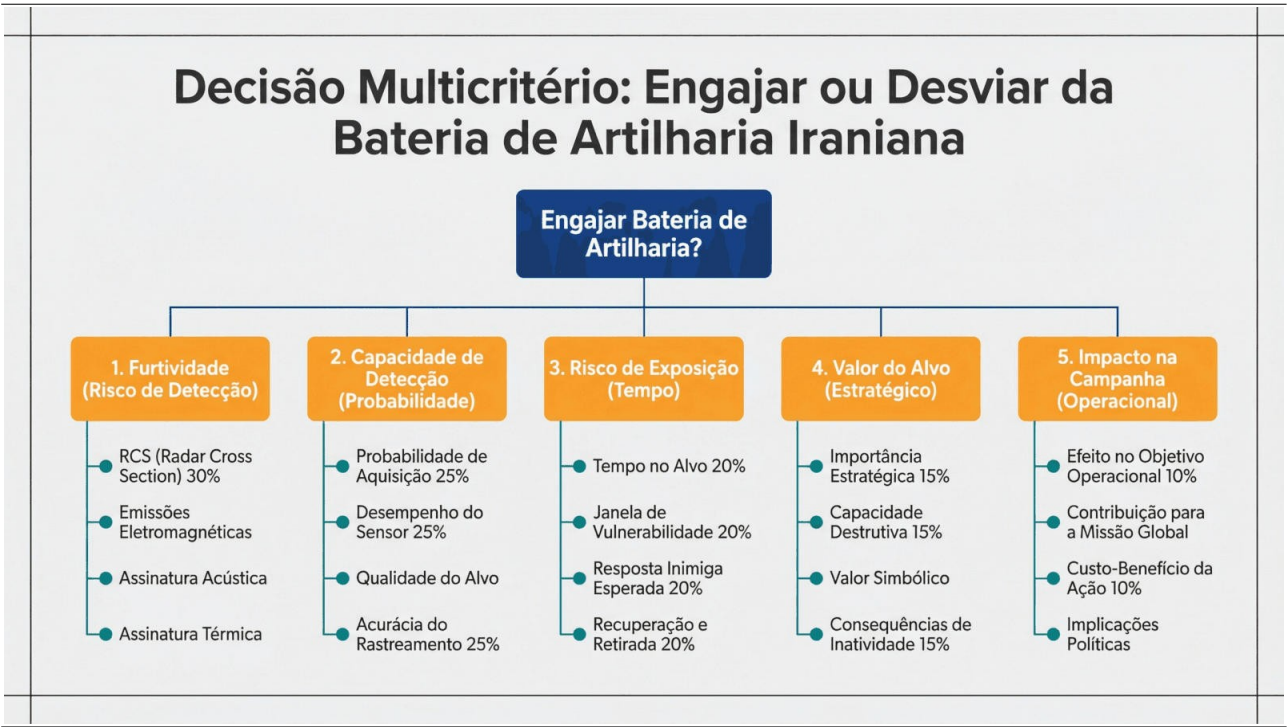 Decisão Multicritério: Engajar ou Desviar da
Bateria de Artilharia Iraniana
Engajar Bateria de
Artilharia?
1. Furtividade
(Risco de Detecção)
RCS (Radar Cross
Section) 30%
Emissões
Eletromagnéticas
Assinatura Acústica
Assinatura Térmica
2. Capacidade de
Detecção
(Probabilidade)
Probabilidade de
Aquisição 25%
Desempenho do
Sensor 25%
Qualidade do Alvo
Acurácia do
Rastreamento 25%
3. Risco de Exposição
(Tempo)
Tempo no Alvo 20%
Janela de
Vulnerabilidade 20%
Resposta Inimiga
Esperada 20%
Recuperação e
Retirada 20%
4. Valor do Alvo
(Estratégico)
Importância
Estratégica 15%
Capacidade
Destrutiva 15%
Valor Simbólico
Consequências de
Inatividade 15%
5. Impacto na
Campanha
(Operacional)
Efeito no Objetivo
Operacional 10%
Contribuição para
a Missão Global
Custo-Benefício da
Ação 10%
Implicações
Políticas